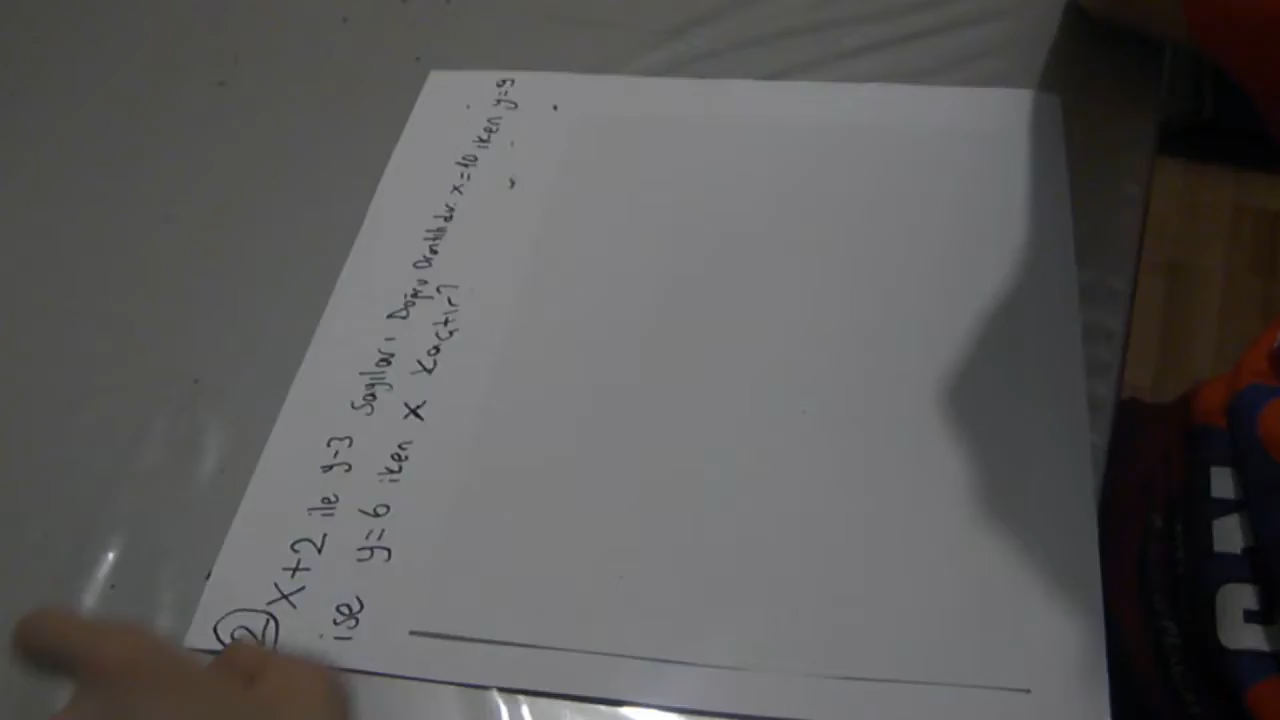 2 x+2 ile y-3 Sayıları Doğru Orantılıdır. x=10 iken y=9
ise y=6 iken x kaçtır?